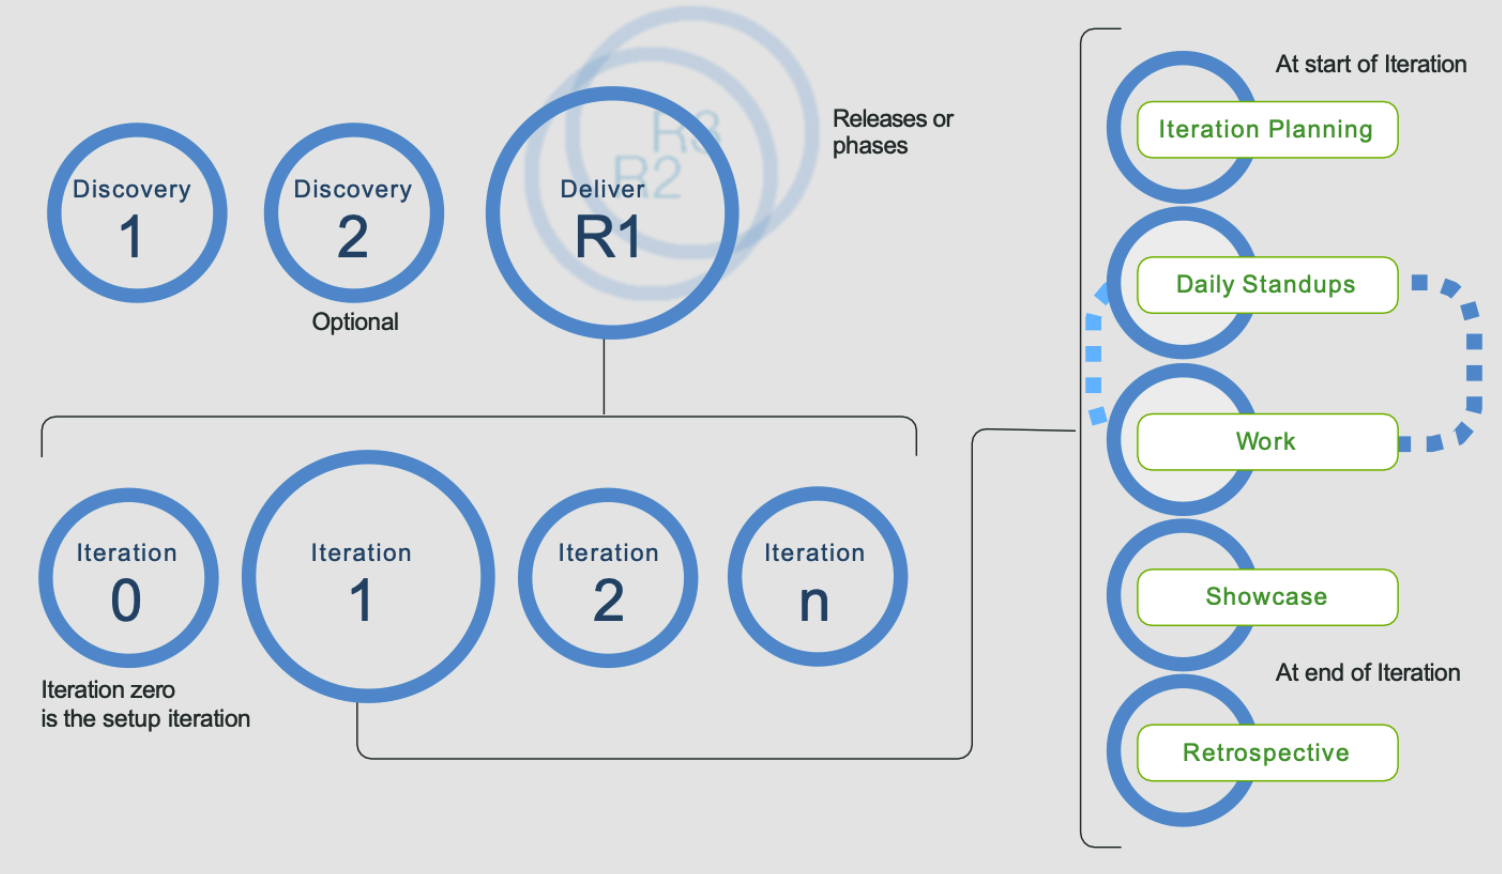 Discovery
1
Discovery
2
Optional
Deliver
R1
R2
R3
Releases or
phases
Iteration
0
Iteration zero
is the setup iteration
Iteration
1
Iteration
2
Iteration
n
At start of Iteration
Iteration Planning
Daily Standups
Work
Showcase
At end of Iteration
Retrospective